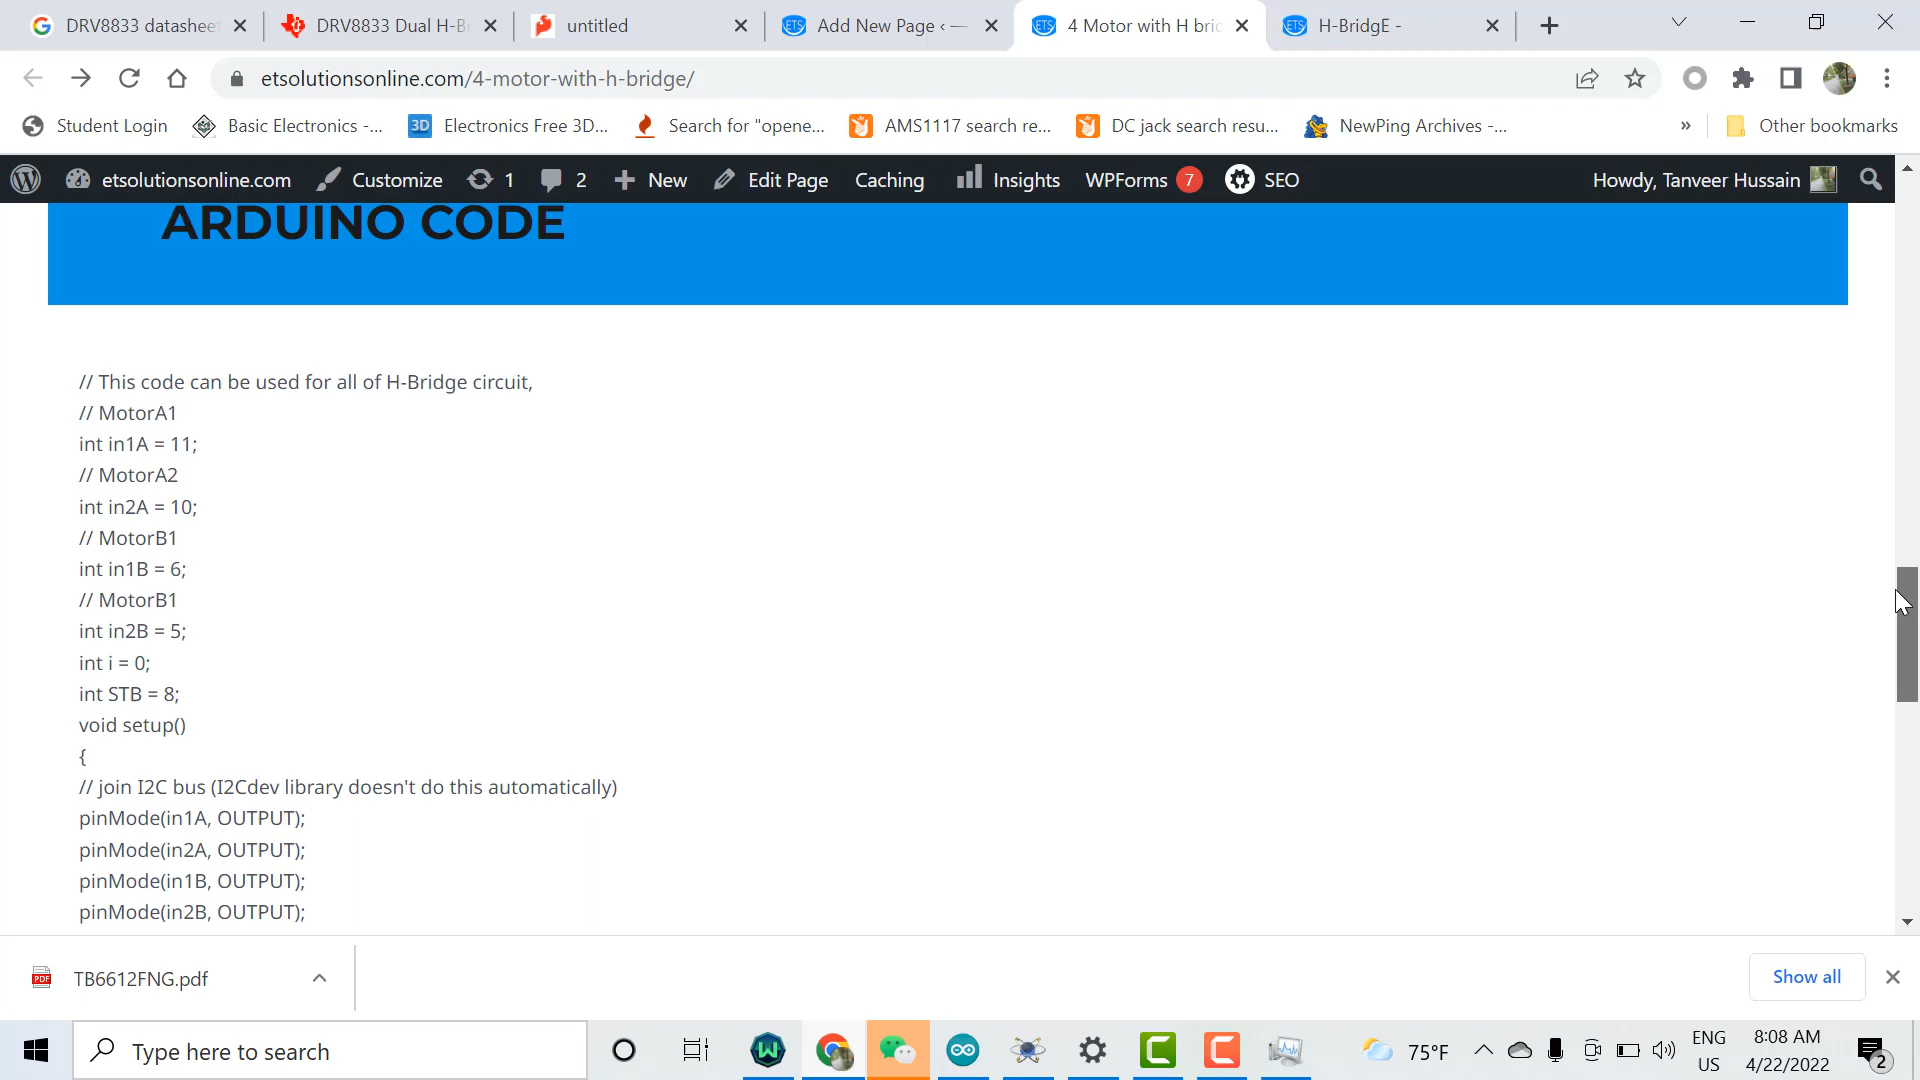 DRV8833 datasheet
DRV8833 Dual H-B
untitled
Add New Page ‹ —
4 Motor with H bric
H-BridgE -
etsolutionsonline.com/4-motor-with-h-bridge/
Student Login
Basic Electronics -...
3D
Electronics Free 3D...
Search for "opene...
AMS1117 search re...
DC jack search resu...
NewPing Archives -...
»
Other bookmarks
etsolutionsonline.com
Customize
1
2
New
Edit Page
Caching
Insights
WPForms 7
SEO
Howdy, Tanveer Hussain
ARDUINO CODE
// This code can be used for all of H-Bridge circuit,
// MotorA1
int in1A = 11;
// MotorA2
int in2A = 10;
// MotorB1
int in1B = 6;
// MotorB1
int in2B = 5;
int i = 0;
int STB = 8;
void setup()
{
// join I2C bus (I2Cdev library doesn't do this automatically)
pinMode(in1A, OUTPUT);
pinMode(in2A, OUTPUT);
pinMode(in1B, OUTPUT);
pinMode(in2B, OUTPUT);
PDF
TB6612FNG.pdf
Show all
Type here to search
75°F
ENG
US
8:08 AM
4/22/2022
2